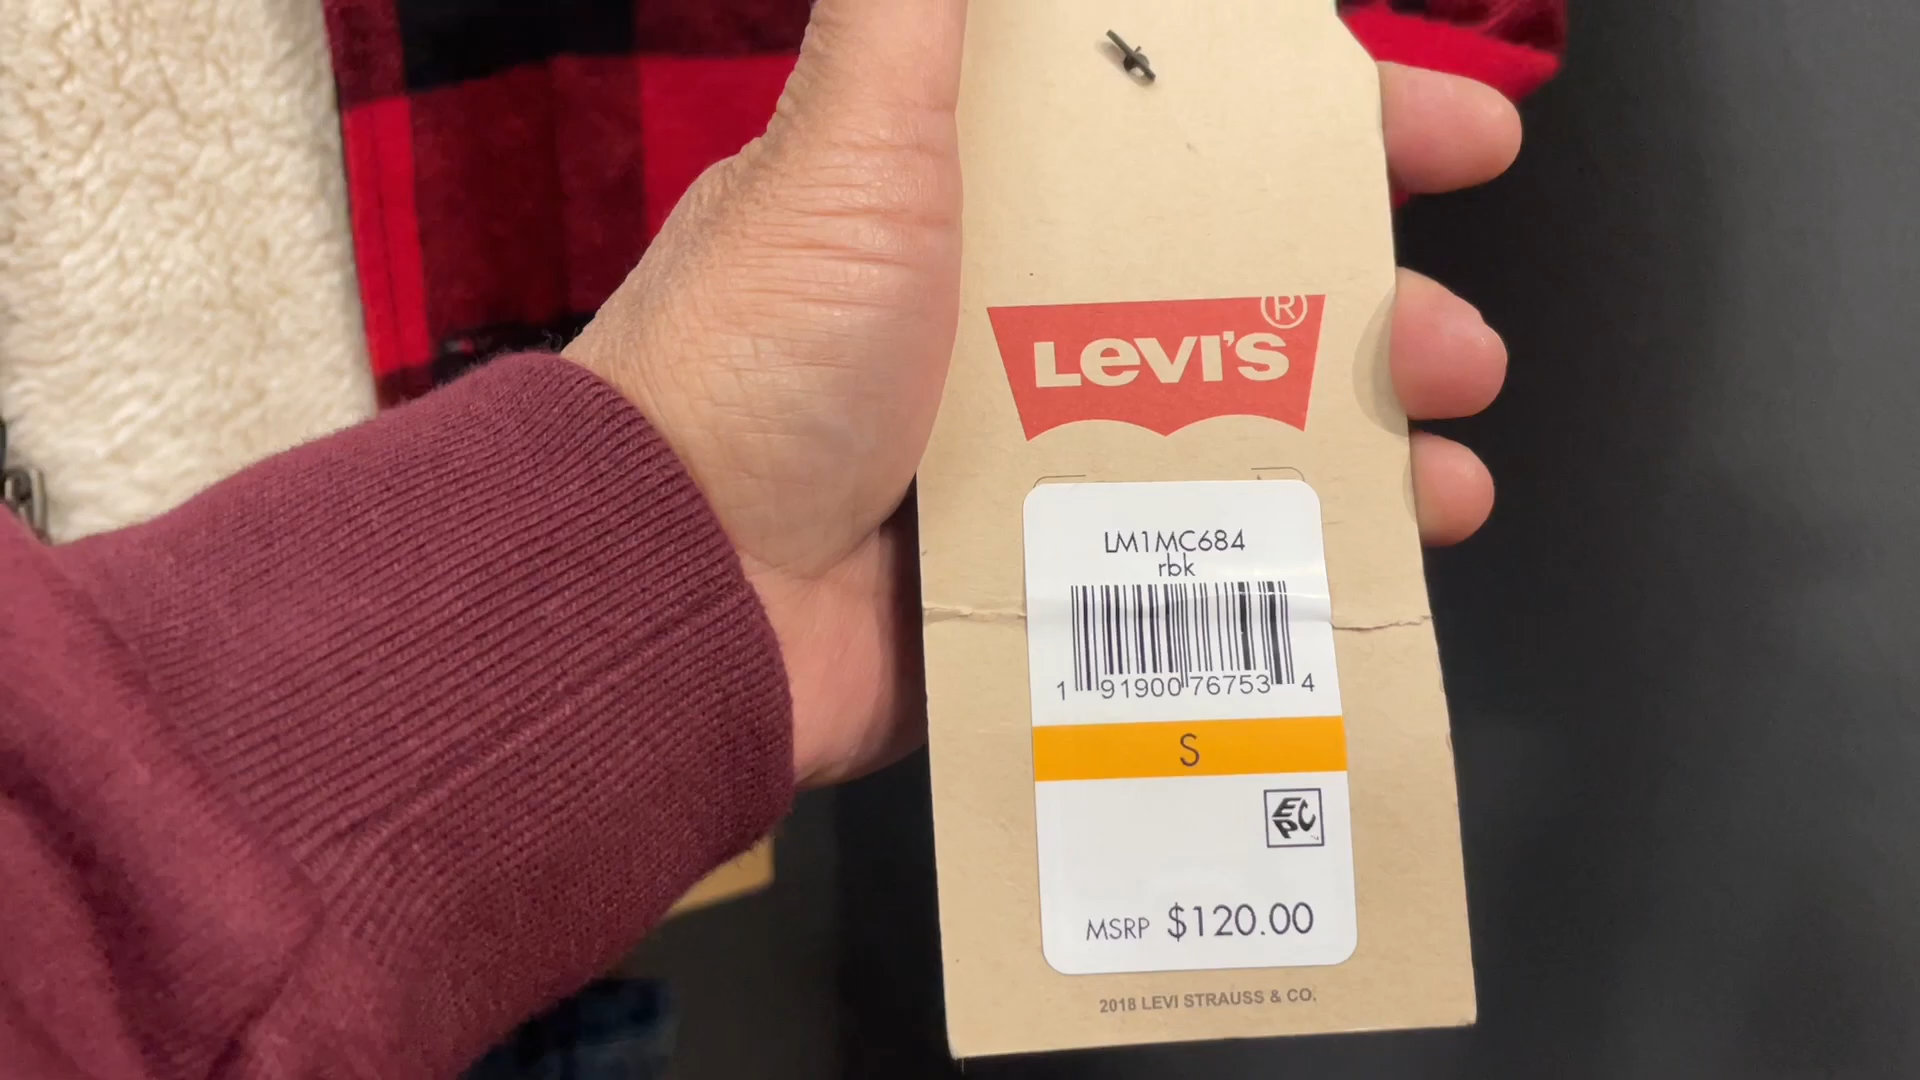 LEVI'S®
LM1MC684
rbk
1 91900 76753 4
S
EPC
MSRP $120.00
2018 LEVI STRAUSS & CO.